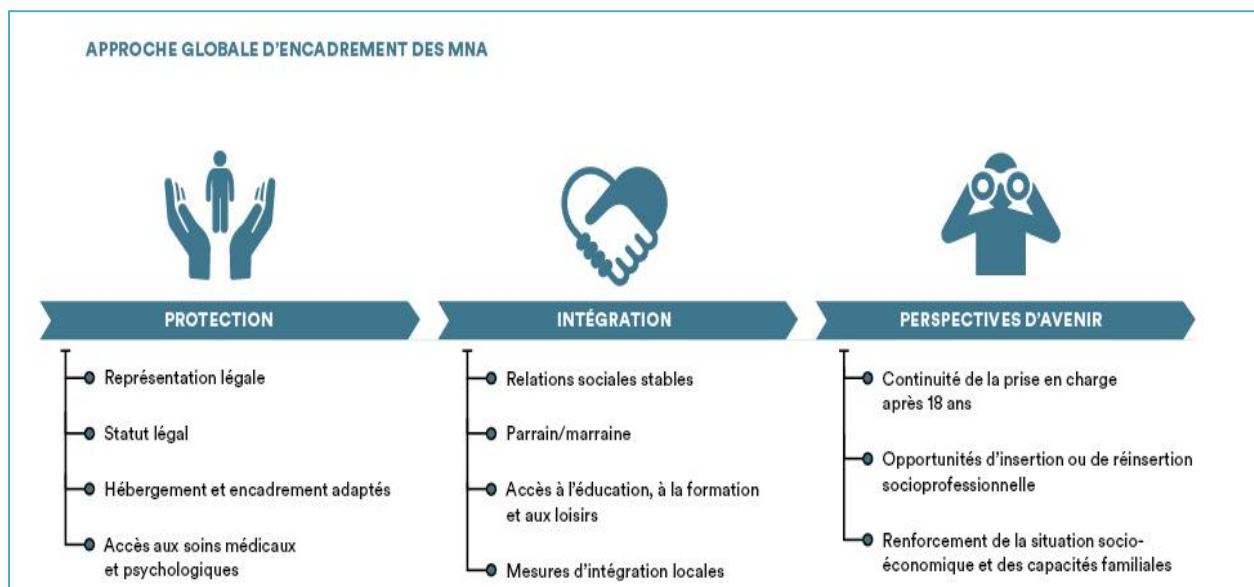 APPROCHE GLOBALE D'ENCADREMENT DES MNA
PROTECTION
Représentation légale
Statut légal
Hébergement et encadrement adaptés
Accès aux soins médicaux
et psychologiques
INTÉGRATION
Relations sociales stables
Parrain/marraine
Accès à l'éducation, à la formation
et aux loisirs
Mesures d'intégration locales
PERSPECTIVES D'AVENIR
Continuité de la prise en charge
après 18 ans
Opportunités d'insertion ou de réinsertion
socioprofessionnelle
Renforcement de la situation socio-
économique et des capacités familiales